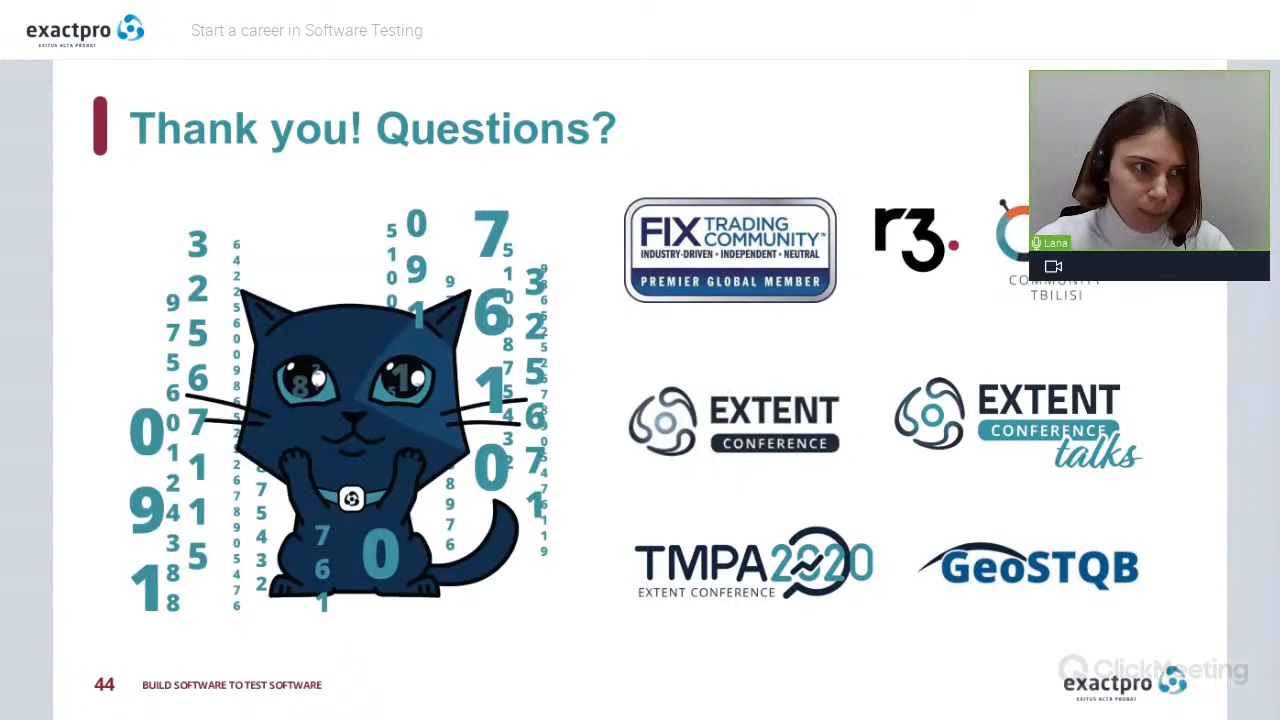 exactpro
EXITUS ACTA PROBAT
Start a career in Software Testing
Thank you! Questions?
FIX TRADING COMMUNITY™
INDUSTRY-DRIVEN • INDEPENDENT • NEUTRAL
PREMIER GLOBAL MEMBER
r3.
Lana
COMMUNITY
TBILISI
EXTENT
CONFERENCE
EXTENT
CONFERENCE
talks
TMPA 2020
EXTENT CONFERENCE
GeoSTQB
44
BUILD SOFTWARE TO TEST SOFTWARE
ClickMeeting
exactpro
EXITUS ACTA PROBAT